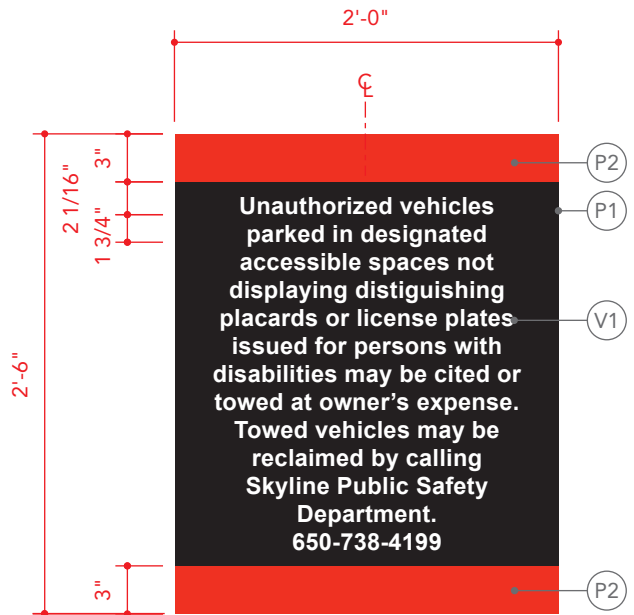 2'-0"
℄
3"
P2
2 1/16"
P1
1 3/4"
Unauthorized vehicles
parked in designated
accessible spaces not
displaying distiguishing
placards or license plates
V1
issued for persons with
2'-6"
disabilities may be cited or
towed at owner’s expense.
Towed vehicles may be
reclaimed by calling
Skyline Public Safety
Department.
650-738-4199
3"
P2